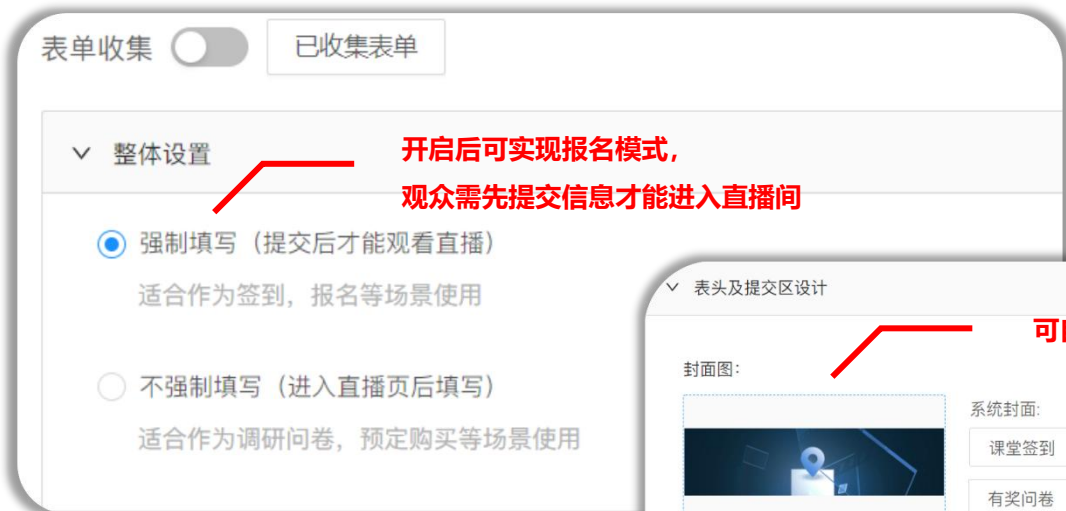 表单收集
已收集表单
整体设置
开启后可实现报名模式，
观众需先提交信息才能进入直播间
强制填写（提交后才能观看直播）
适合作为签到，报名等场景使用
不强制填写（进入直播页后填写）
适合作为调研问卷，预定购买等场景使用
表头及提交区设计
可
封面图：
系统封面:
课堂签到
有奖问卷